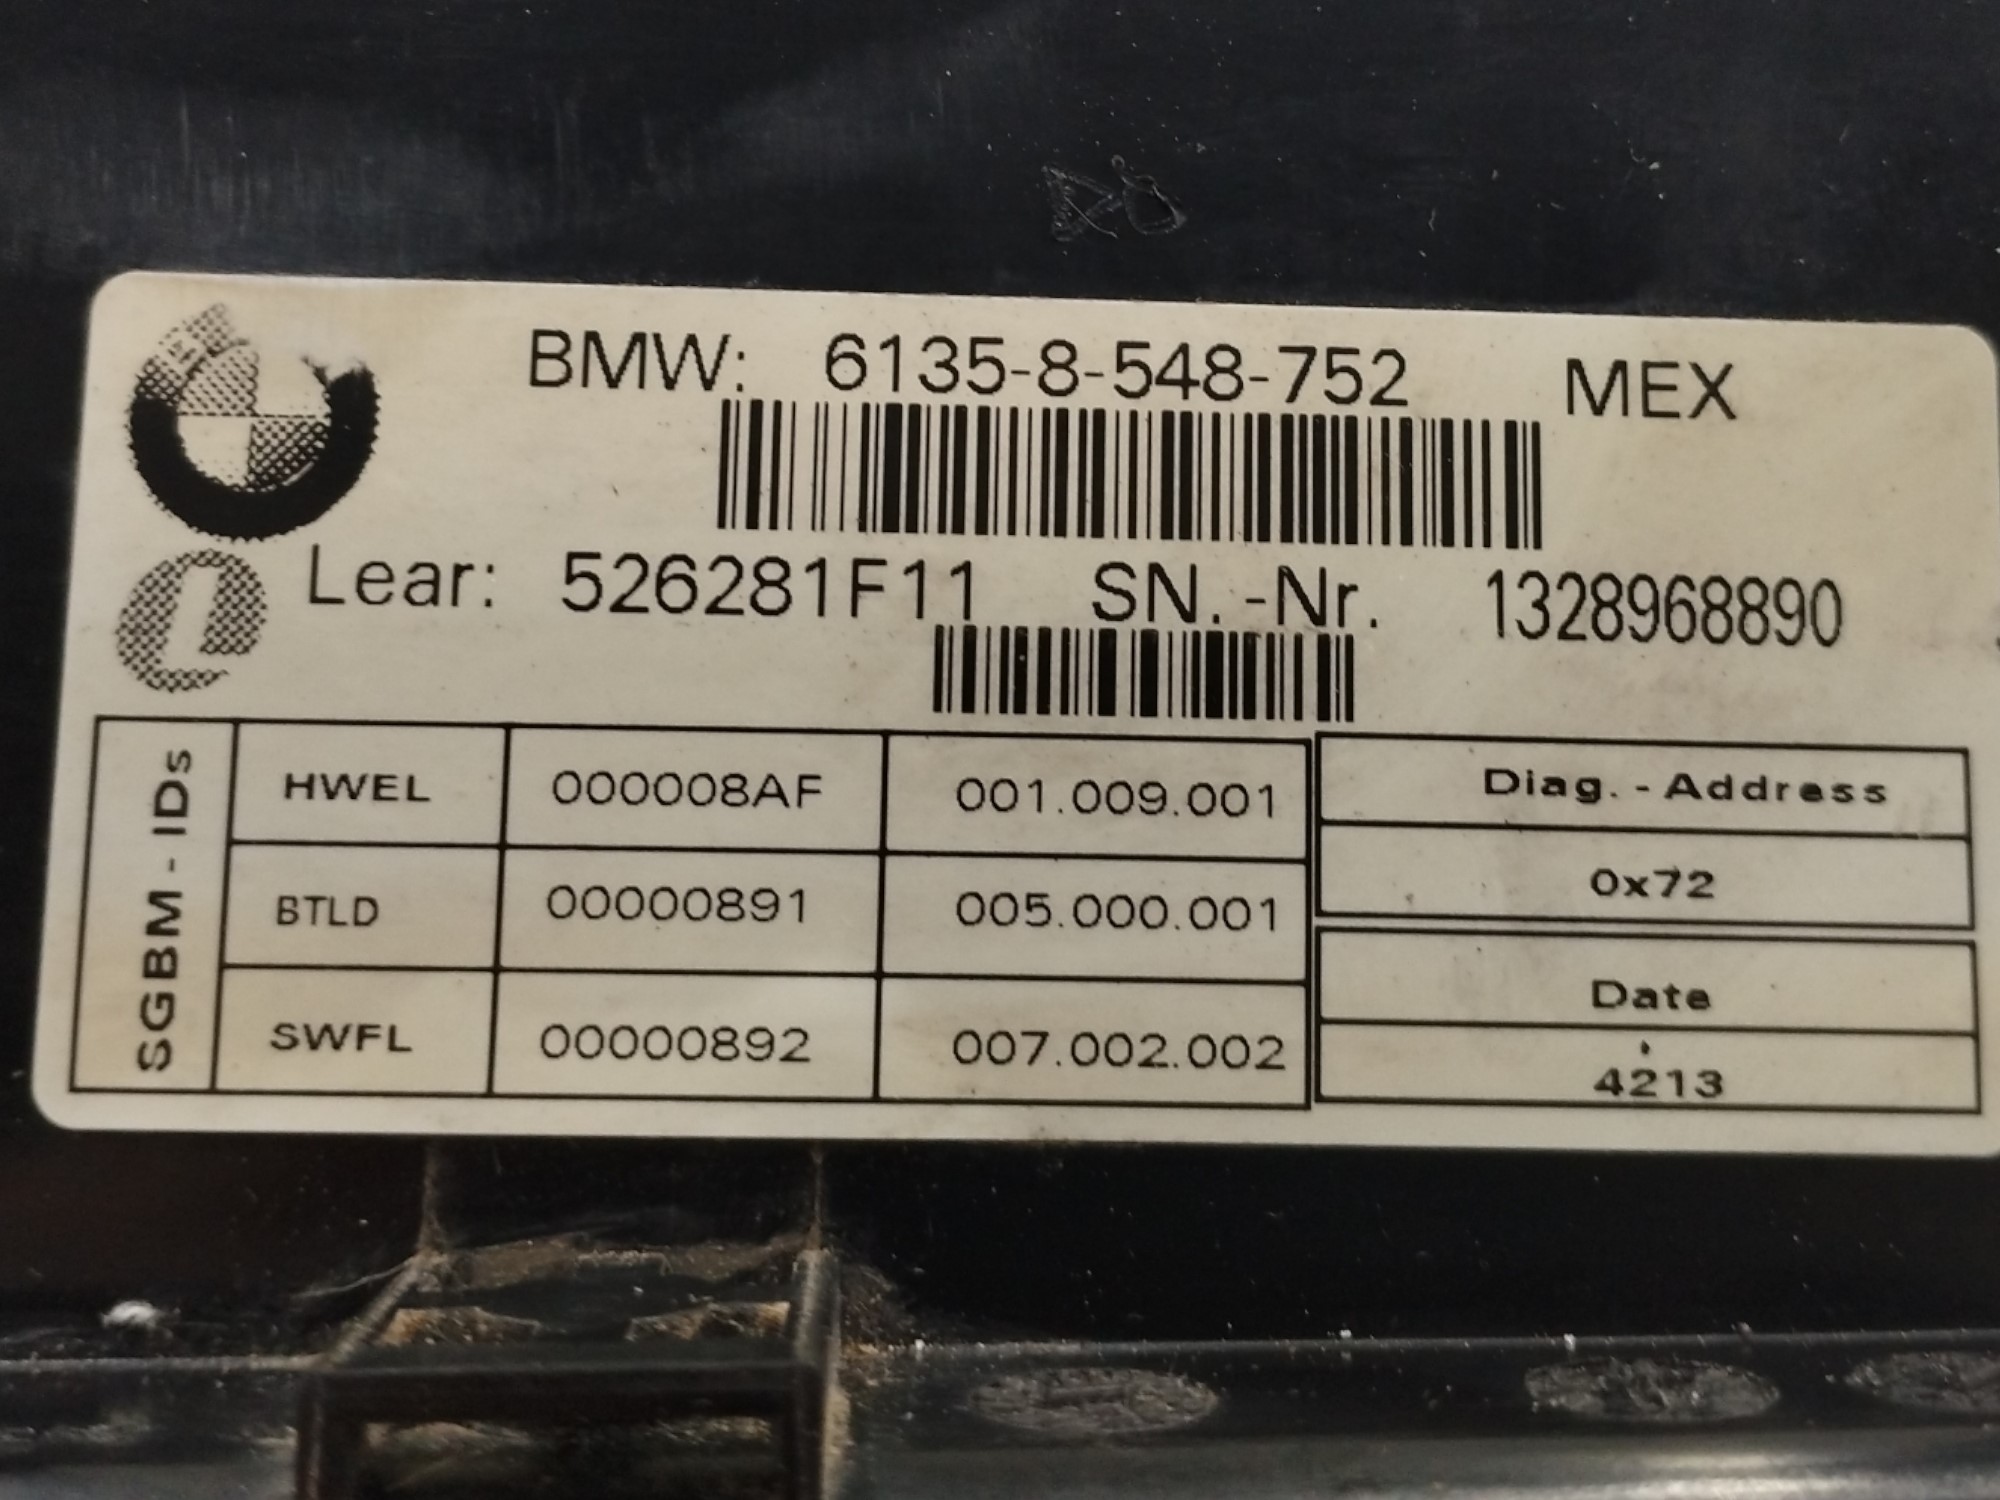 BMW: 6135-8-548-752 MEX
Lear: 526281F11 SN.-Nr. 1328968890
SGBM-IDs
HWEL 000008AF 001.009.001
BTLD 00000891 005.000.001
SWFL 00000892 007.002.002
Diag.-Address
0x72
Date
4213